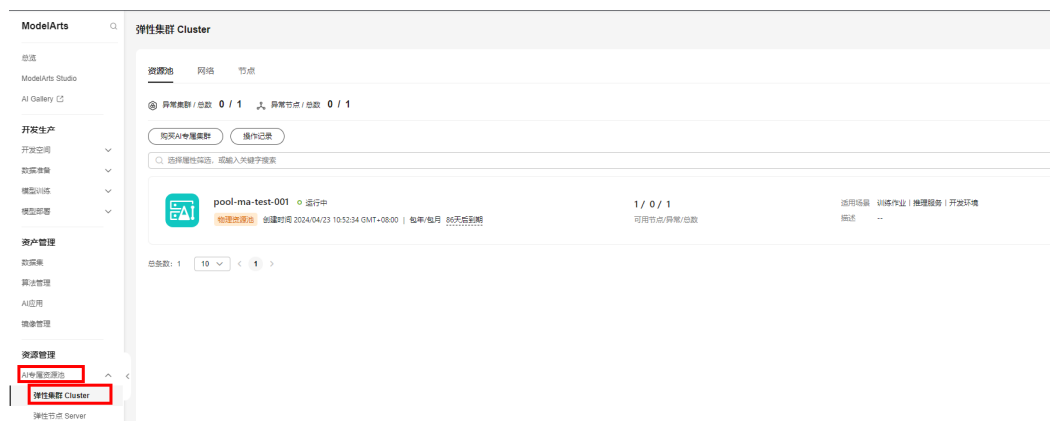 ModelArts
总览
ModelArts Studio
AI Gallery
开发生产
开发空间
数据准备
模型训练
模型部署
资产管理
数据集
算法管理
AI应用
镜像管理
资源管理
AI专属资源池
弹性集群 Cluster
弹性节点 Server
弹性集群 Cluster
资源池 网络 节点
异常集群 / 总数 0 / 1 异常节点 / 总数 0 / 1
购买AI专属集群 操作记录
选择属性筛选，或输入关键字搜索
pool-ma-test-001 运行中
物理资源池 创建时间 2024/04/23 10:52:34 GMT+08:00 | 包年/包月 86天后到期
1 / 0 / 1
可用节点/异常/总数
适用场景 训练作业 | 推理服务 | 开发环境
描述 --
总条数: 1 10 < 1 >